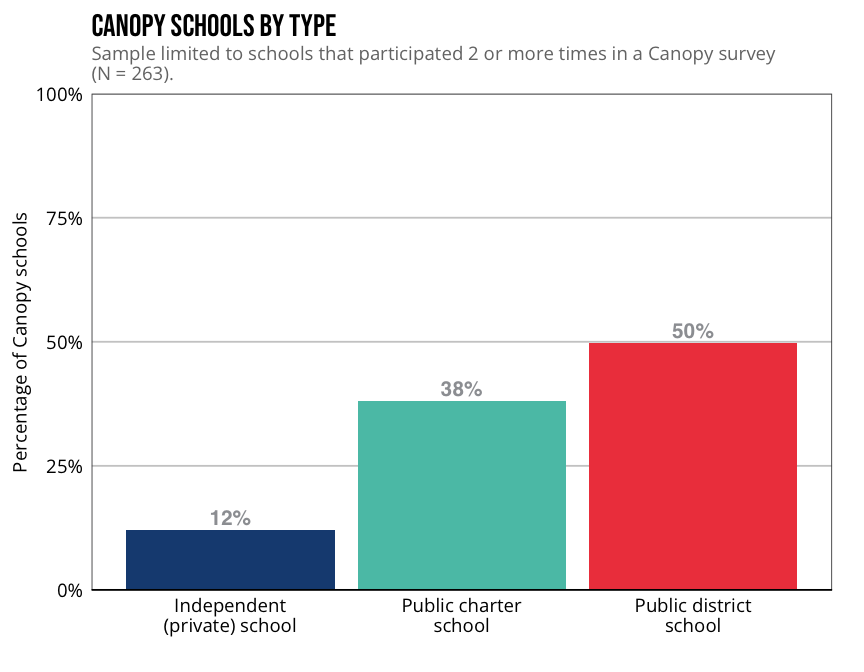 CANOPY SCHOOLS BY TYPE
Sample limited to schools that participated 2 or more times in a Canopy survey
(N = 263).
Percentage of Canopy schools
100%
75%
50%
25%
0%
12%
38%
50%
Independent
(private) school
Public charter
school
Public district
school